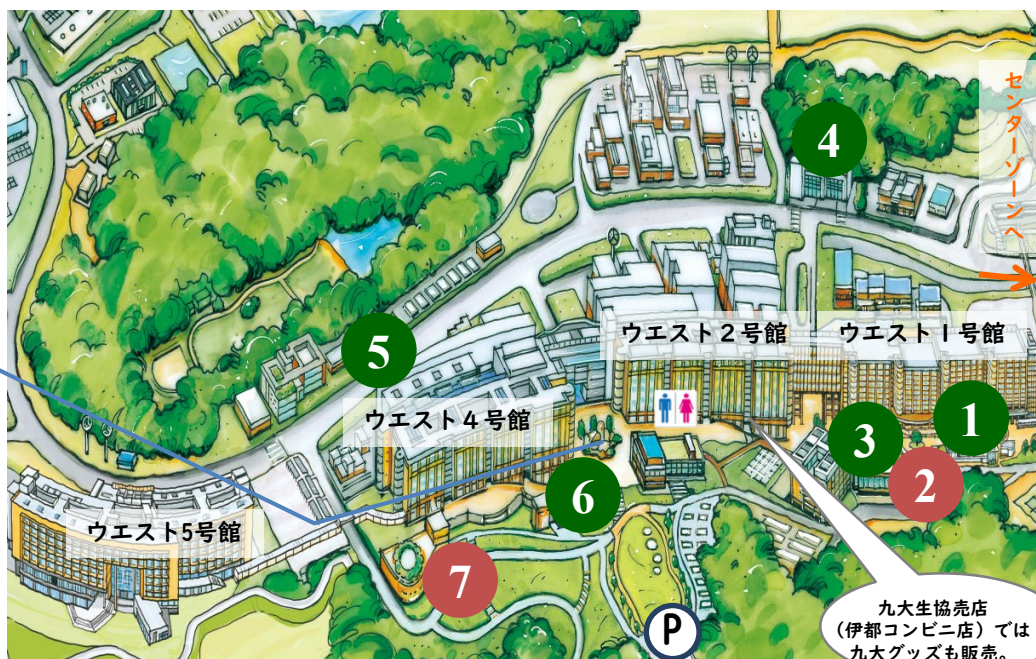 センターゾーンへ
4
ウエスト2号館
ウエスト1号館
5
ウエスト4号館
1
3
2
6
ウエスト5号館
7
P
九大生協売店
(伊都コンビニ店)では
九大グッズも販売。